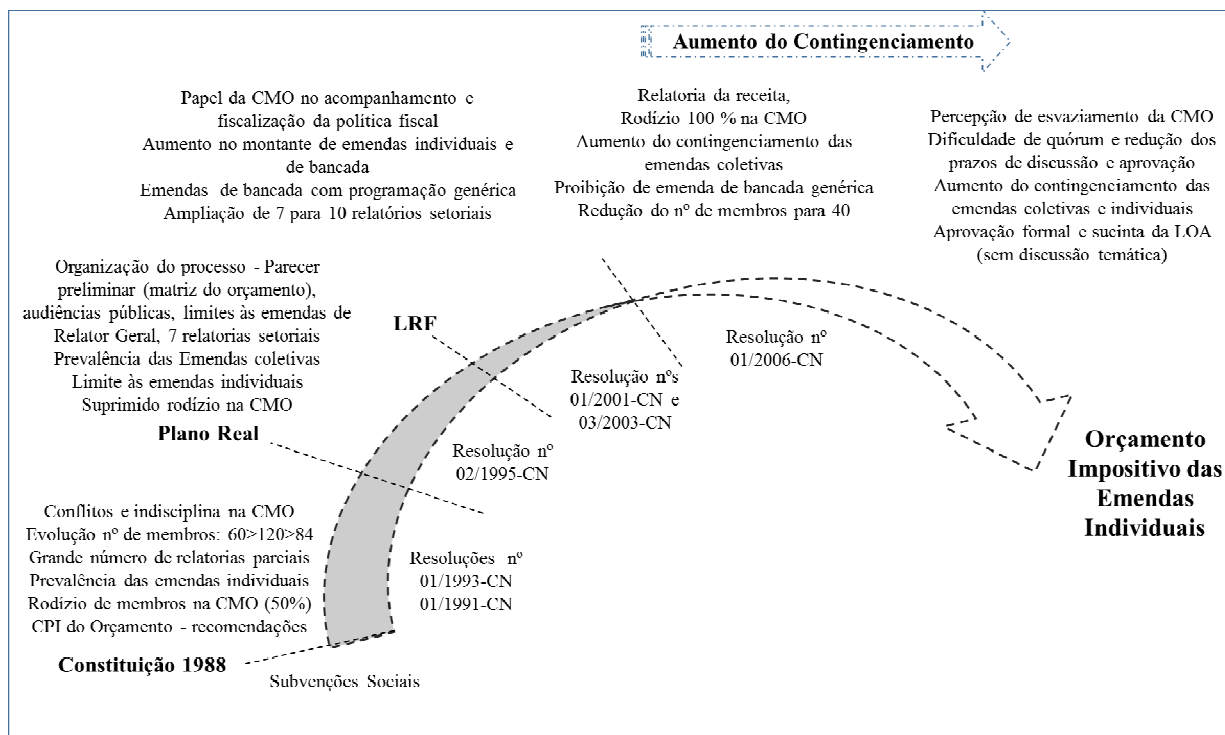 Aumento do Contingenciamento
Papel da CMO no acompanhamento e
fiscalização da política fiscal
Aumento no montante de emendas individuais e
de bancada
Emendas de bancada com programação genérica
Ampliação de 7 para 10 relatórios setoriais
Relatoria da receita,
Rodízio 100 % na CMO
Aumento do contingenciamento das
emendas coletivas
Proibição de emenda de bancada genérica
Redução do nº de membros para 40
Percepção de esvaziamento da CMO
Dificuldade de quórum e redução dos
prazos de discussão e aprovação
Aumento do contingenciamento das
emendas coletivas e individuais
Aprovação formal e sucinta da LOA
(sem discussão temática)
Organização do processo - Parecer
preliminar (matriz do orçamento),
audiências públicas, limites às emendas de
Relator Geral, 7 relatorias setoriais
Prevalência das Emendas coletivas
Limite às emendas individuais
Suprimido rodízio na CMO
Plano Real
LRF
Resolução nº
01/2006-CN
Resolução nºs
01/2001-CN e
03/2003-CN
Resolução nº
02/1995-CN
Orçamento
Impositivo das
Emendas
Individuais
Conflitos e indisciplina na CMO
Evolução nº de membros: 60>120>84
Grande número de relatorias parciais
Prevalência das emendas individuais
Rodízio de membros na CMO (50%)
CPI do Orçamento - recomendações
Resoluções nº
01/1993-CN
01/1991-CN
Constituição 1988
Subvenções Sociais